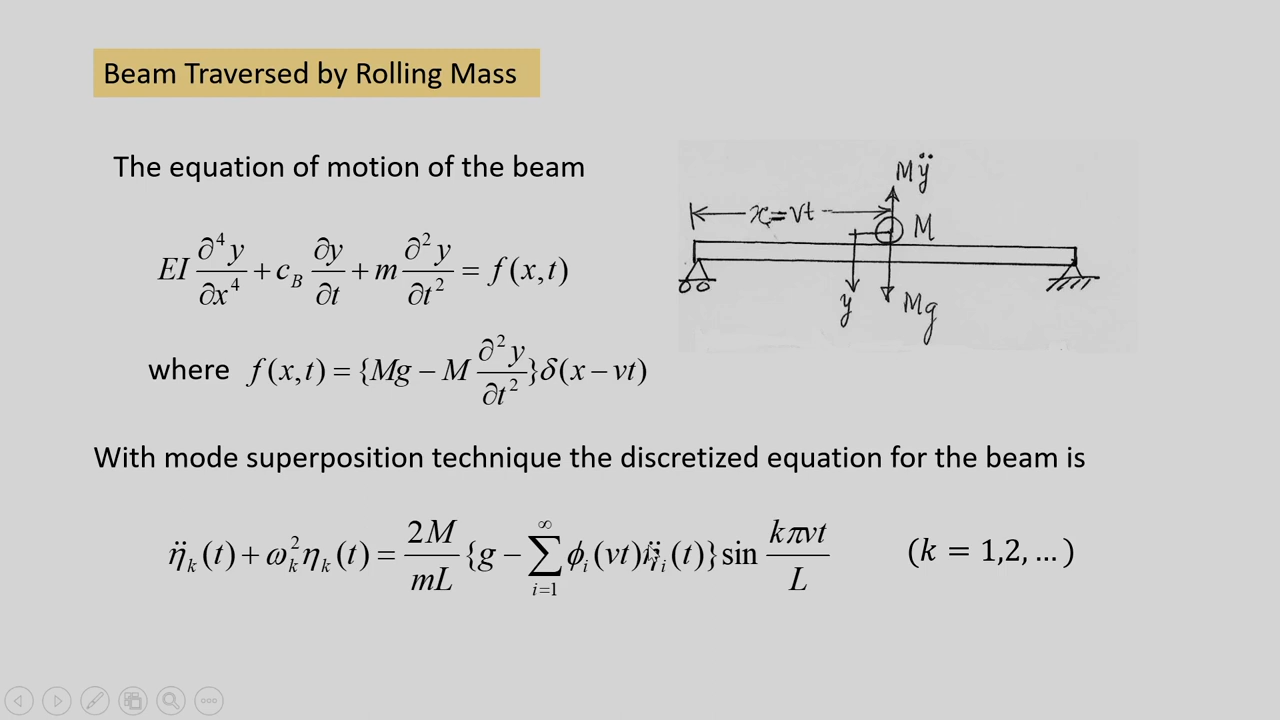 Beam Traversed by Rolling Mass
The equation of motion of the beam
EI ∂⁴y/∂x⁴ + c_B ∂y/∂t + m ∂²y/∂t² = f(x,t)
Mÿ
x=vt
M
y
Mg
where f(x,t) = {Mg − M ∂²y/∂t²}δ(x − vt)
With mode superposition technique the discretized equation for the beam is
η̈_k(t) + ω_k²η_k(t) = 2M/mL {g − ∑_{i=1}^{∞} ϕ_i(vt)η̈_i(t)} sin kπvt/L (k = 1,2, …)